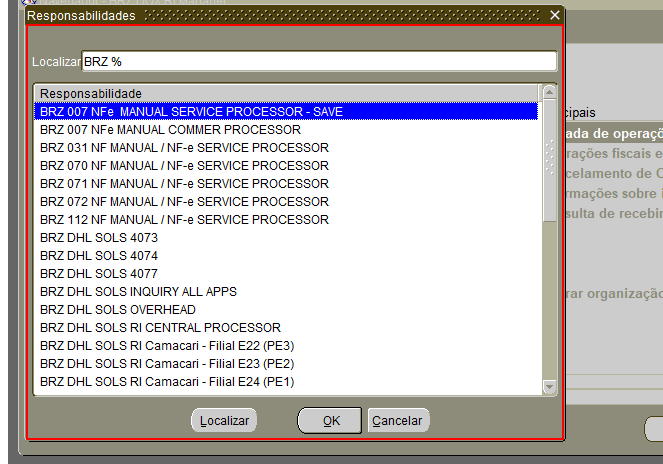 Responsabilidades
Localizar BRZ %
Responsabilidade
BRZ 007 NFe  MANUAL SERVICE PROCESSOR - SAVE
BRZ 007 NFe MANUAL COMMER PROCESSOR
BRZ 031 NF MANUAL / NF-e SERVICE PROCESSOR
BRZ 070 NF MANUAL / NF-e SERVICE PROCESSOR
BRZ 071 NF MANUAL / NF-e SERVICE PROCESSOR
BRZ 072 NF MANUAL / NF-e SERVICE PROCESSOR
BRZ 112 NF MANUAL / NF-e SERVICE PROCESSOR
BRZ DHL SOLS 4073
BRZ DHL SOLS 4074
BRZ DHL SOLS 4077
BRZ DHL SOLS INQUIRY ALL APPS
BRZ DHL SOLS OVERHEAD
BRZ DHL SOLS RI CENTRAL PROCESSOR
BRZ DHL SOLS RI Camacari - Filial E22 (PE3)
BRZ DHL SOLS RI Camacari - Filial E23 (PE2)
BRZ DHL SOLS RI Camacari - Filial E24 (PE1)
Localizar OK Cancelar
cipais
ada de operaçõ
rações fiscais e
celamento de C
rmações sobre i
sulta de recebir
rar organização